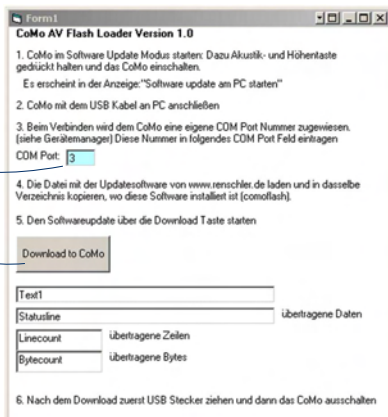 Form1
CoMo AV Flash Loader Version 1.0
1. CoMo im Software Update Modus starten: Dazu Akustik- und Höhentaste
gedrückt halten und das CoMo einschalten.
Es erscheint in der Anzeige:"Software update am PC starten"
2. CoMo mit dem USB Kabel an PC anschließen
3. Beim Verbinden wird dem CoMo eine eigene COM Port Nummer zugewiesen.
(siehe Gerätemanager) Diese Nummer in folgendes COM Port Feld eintragen
COM Port: 3
4. Die Datei mit der Updatesoftware von www.renschler.de laden und in dasselbe
Verzeichnis kopieren, wo diese Software installiert ist (comoflash).
5. Den Softwareupdate über die Download Taste starten
Download to CoMo
Text1
Statusline übertragene Daten
Linecount übertragene Zeilen
Bytecount übertragene Bytes
6. Nach dem Download zuerst USB Stecker ziehen und dann das CoMo ausschalten